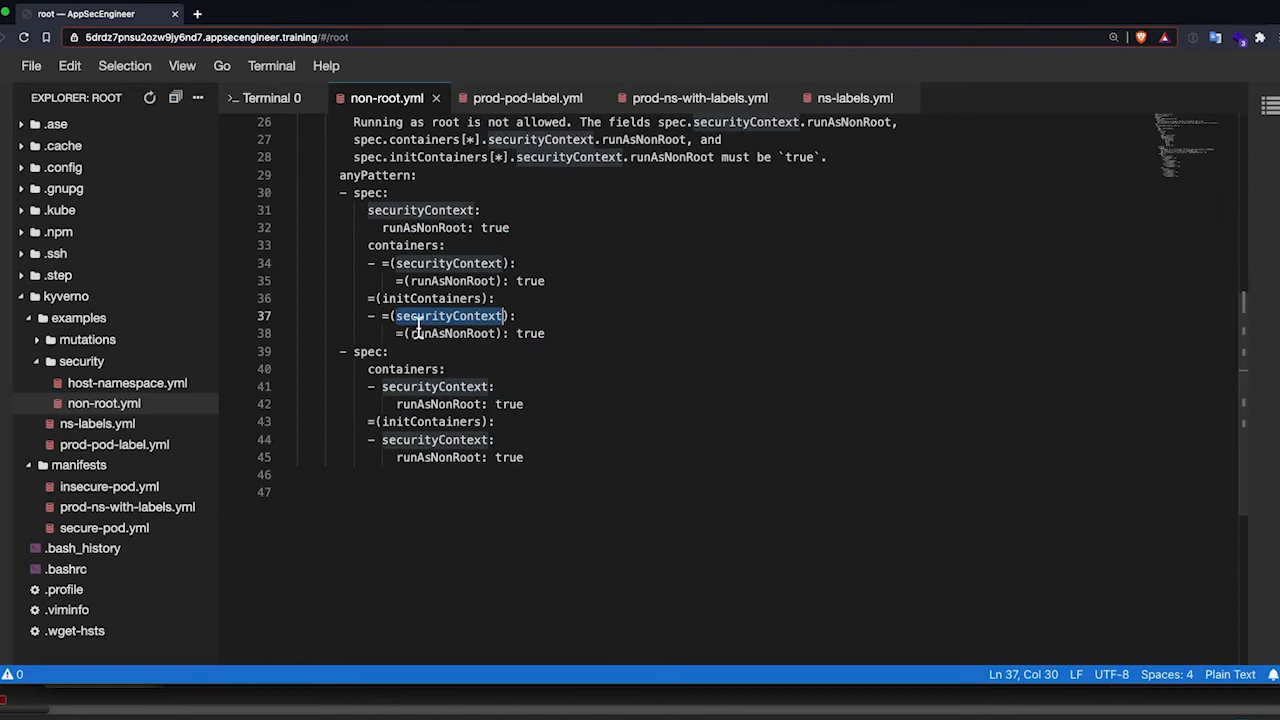 root — AppSecEngineer
5drdz7pnsu2ozw9jy6nd7.appsecengineer.training/#/root
3
File Edit Selection View Go Terminal Help
EXPLORER: ROOT
.ase
.cache
.config
.gnupg
.kube
.npm
.ssh
.step
kyverno
examples
mutations
security
host-namespace.yml
non-root.yml
ns-labels.yml
prod-pod-label.yml
manifests
insecure-pod.yml
prod-ns-with-labels.yml
secure-pod.yml
.bash_history
.bashrc
.profile
.viminfo
.wget-hsts
>_ Terminal 0 non-root.yml prod-pod-label.yml prod-ns-with-labels.yml ns-labels.yml
26 Running as root is not allowed. The fields spec.securityContext.runAsNonRoot,
27 spec.containers[*].securityContext.runAsNonRoot, and
28 spec.initContainers[*].securityContext.runAsNonRoot must be `true`.
29 anyPattern:
30 - spec:
31 securityContext:
32 runAsNonRoot: true
33 containers:
34 - =(securityContext):
35 =(runAsNonRoot): true
36 =(initContainers):
37 - =(securityContext):
38 =(runAsNonRoot): true
39 - spec:
40 containers:
41 - securityContext:
42 runAsNonRoot: true
43 =(initContainers):
44 - securityContext:
45 runAsNonRoot: true
46
47
0 Ln 37, Col 30 LF UTF-8 Spaces: 4 Plain Text